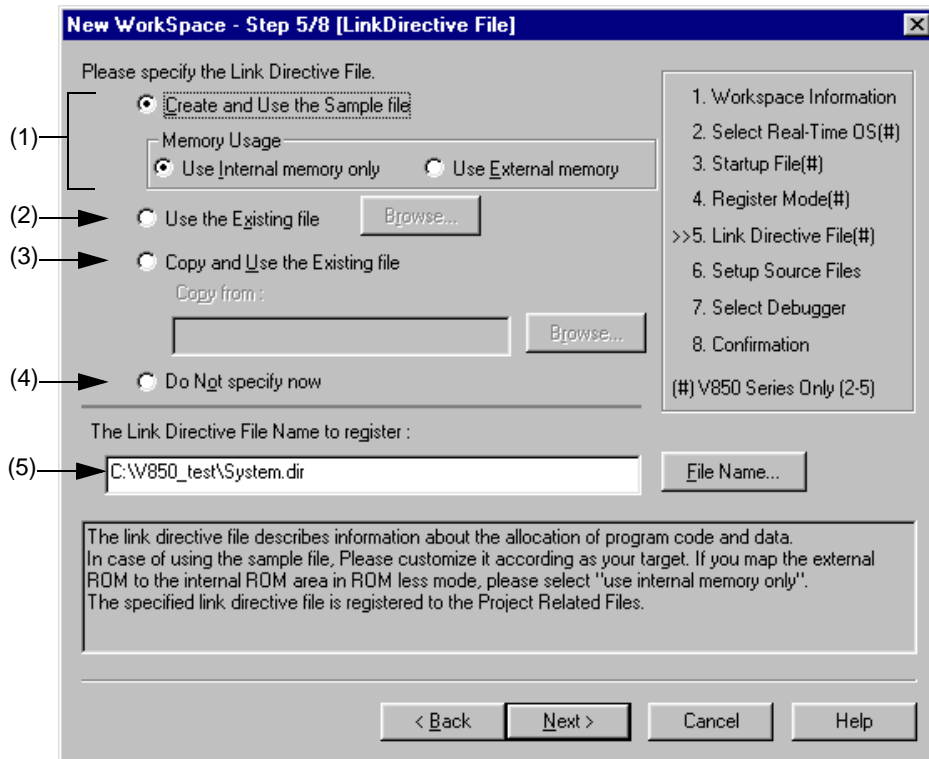 New WorkSpace - Step 5/8 [LinkDirective File]
Please specify the Link Directive File.
(1)
Create and Use the Sample file
Memory Usage
Use Internal memory only
Use External memory
(2)
Use the Existing file
Browse...
(3)
Copy and Use the Existing file
Copy from :
Browse...
(4)
Do Not specify now
1. Workspace Information
2. Select Real-Time OS(#)
3. Startup File(#)
4. Register Mode(#)
>>5. Link Directive File(#)
6. Setup Source Files
7. Select Debugger
8. Confirmation
(#) V850 Series Only (2-5)
The Link Directive File Name to register :
(5)
C:\V850_test\System.dir
File Name...
The link directive file describes information about the allocation of program code and data.
In case of using the sample file, Please customize it according as your target. If you map the external
ROM to the internal ROM area in ROM less mode, please select "use internal memory only".
The specified link directive file is registered to the Project Related Files.
< Back
Next >
Cancel
Help